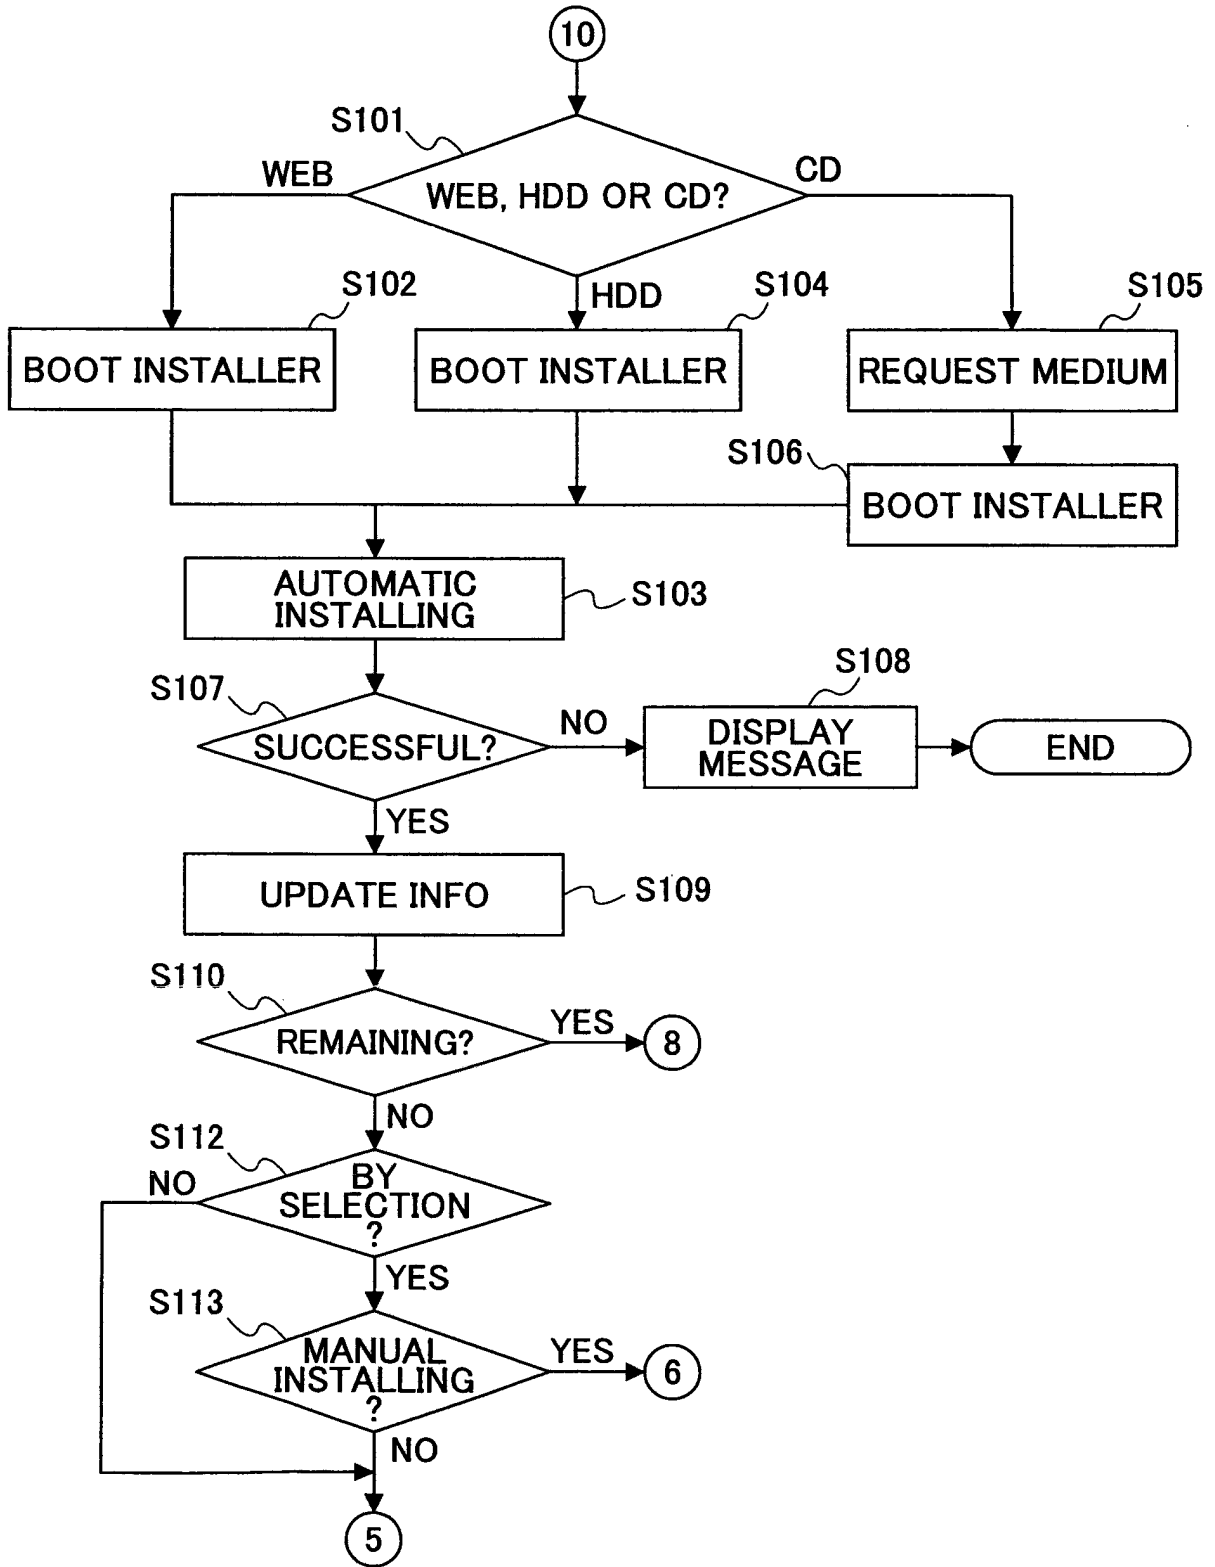 10
S101
WEB
CD
WEB, HDD OR CD?
S102
HDD
S104
S105
BOOT INSTALLER
BOOT INSTALLER
REQUEST MEDIUM
S106
BOOT INSTALLER
AUTOMATIC
INSTALLING
S103
S107
S108
SUCCESSFUL?
NO
DISPLAY
MESSAGE
END
YES
UPDATE INFO
S109
S110
REMAINING?
YES
8
NO
S112
NO
BY
SELECTION
?
YES
S113
MANUAL
INSTALLING
?
YES
6
NO
5